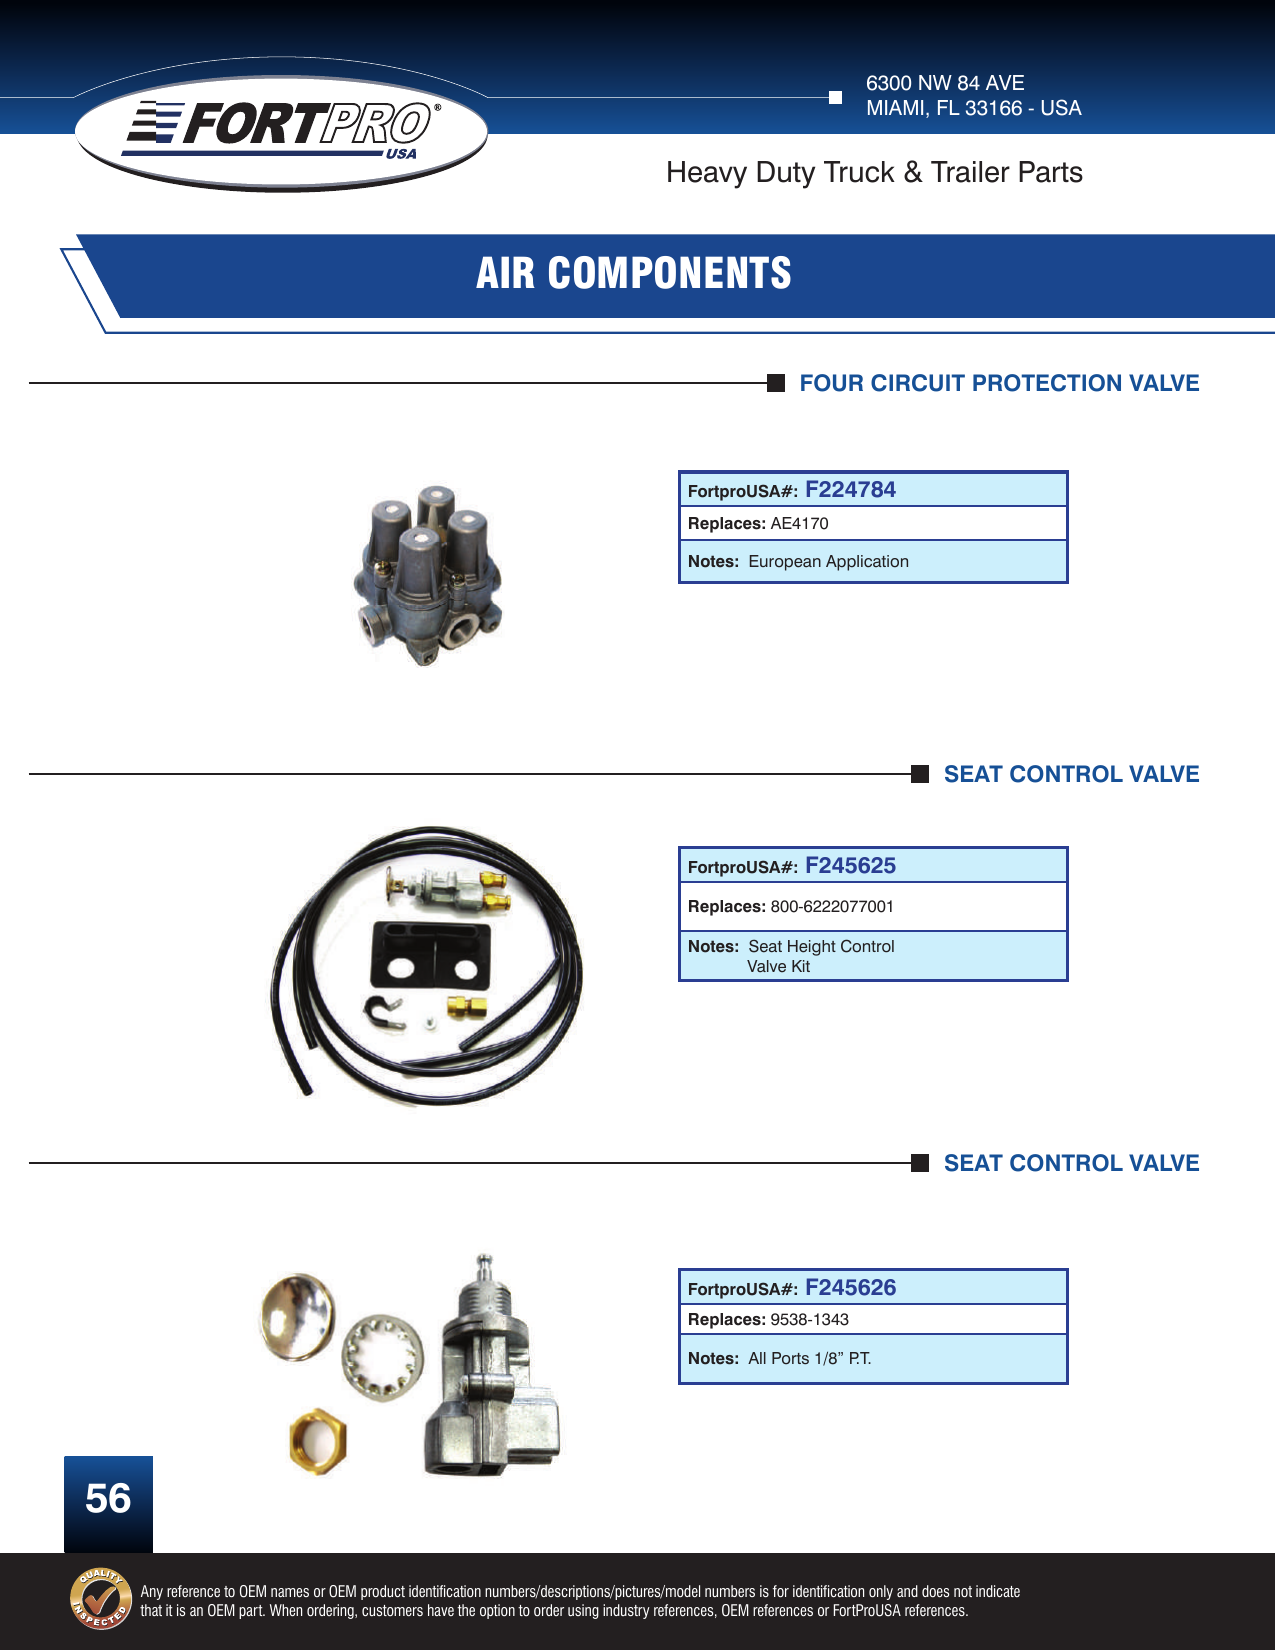 FORTPRO®
USA
6300 NW 84 AVE
MIAMI, FL 33166 - USA
Heavy Duty Truck & Trailer Parts
AIR COMPONENTS
FOUR CIRCUIT PROTECTION VALVE
FortproUSA#: F224784
Replaces: AE4170
Notes: European Application
SEAT CONTROL VALVE
FortproUSA#: F245625
Replaces: 800-6222077001
Notes: Seat Height Control
Valve Kit
SEAT CONTROL VALVE
FortproUSA#: F245626
Replaces: 9538-1343
Notes: All Ports 1/8” P.T.
56
QUALITY
INSPECTED
Any reference to OEM names or OEM product identification numbers/descriptions/pictures/model numbers is for identification only and does not indicate
that it is an OEM part. When ordering, customers have the option to order using industry references, OEM references or FortProUSA references.